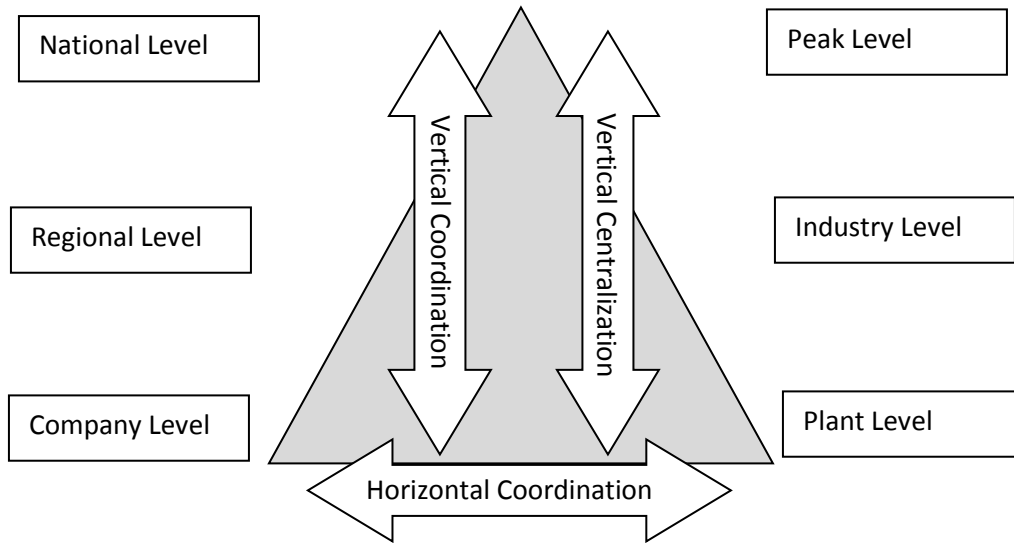 National Level
Peak Level
Vertical Coordination
Vertical Centralization
Regional Level
Industry Level
Company Level
Plant Level
Horizontal Coordination